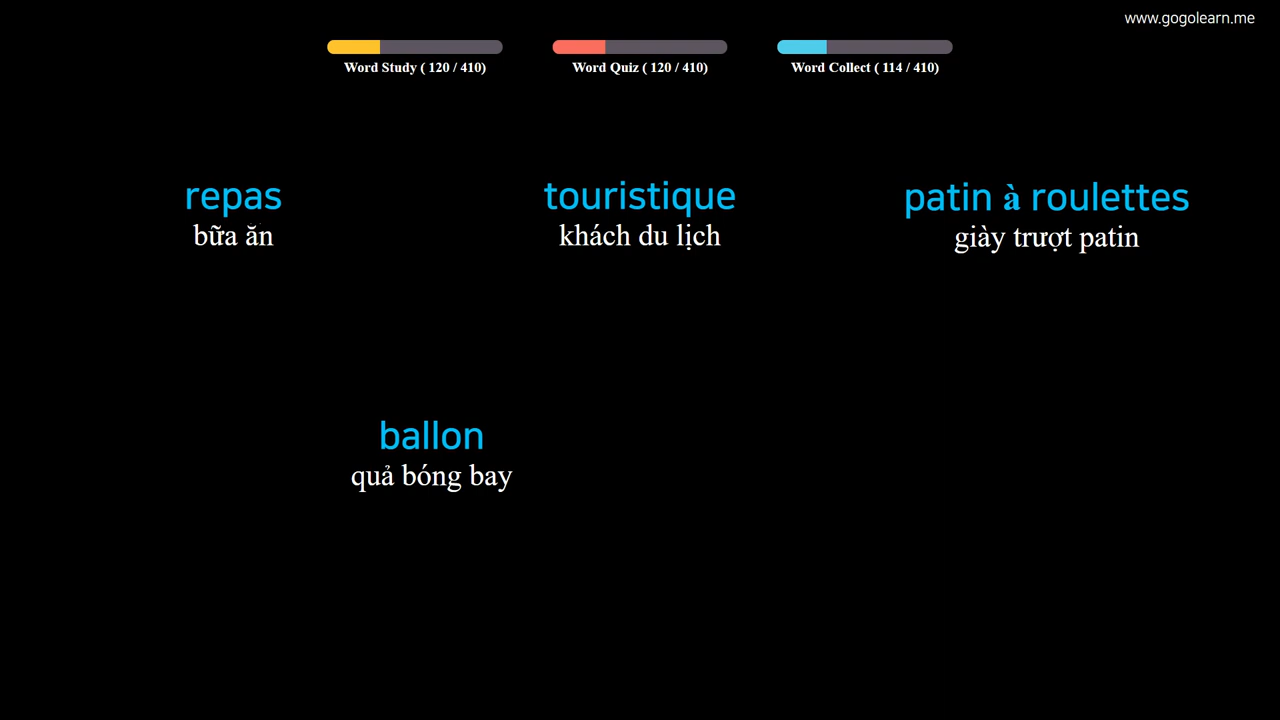 www.gogolearn.me
Word Study ( 120 / 410)
Word Quiz ( 120 / 410)
Word Collect ( 114 / 410)
repas
bữa ăn
touristique
khách du lịch
patin à roulettes
giày trượt patin
ballon
quả bóng bay